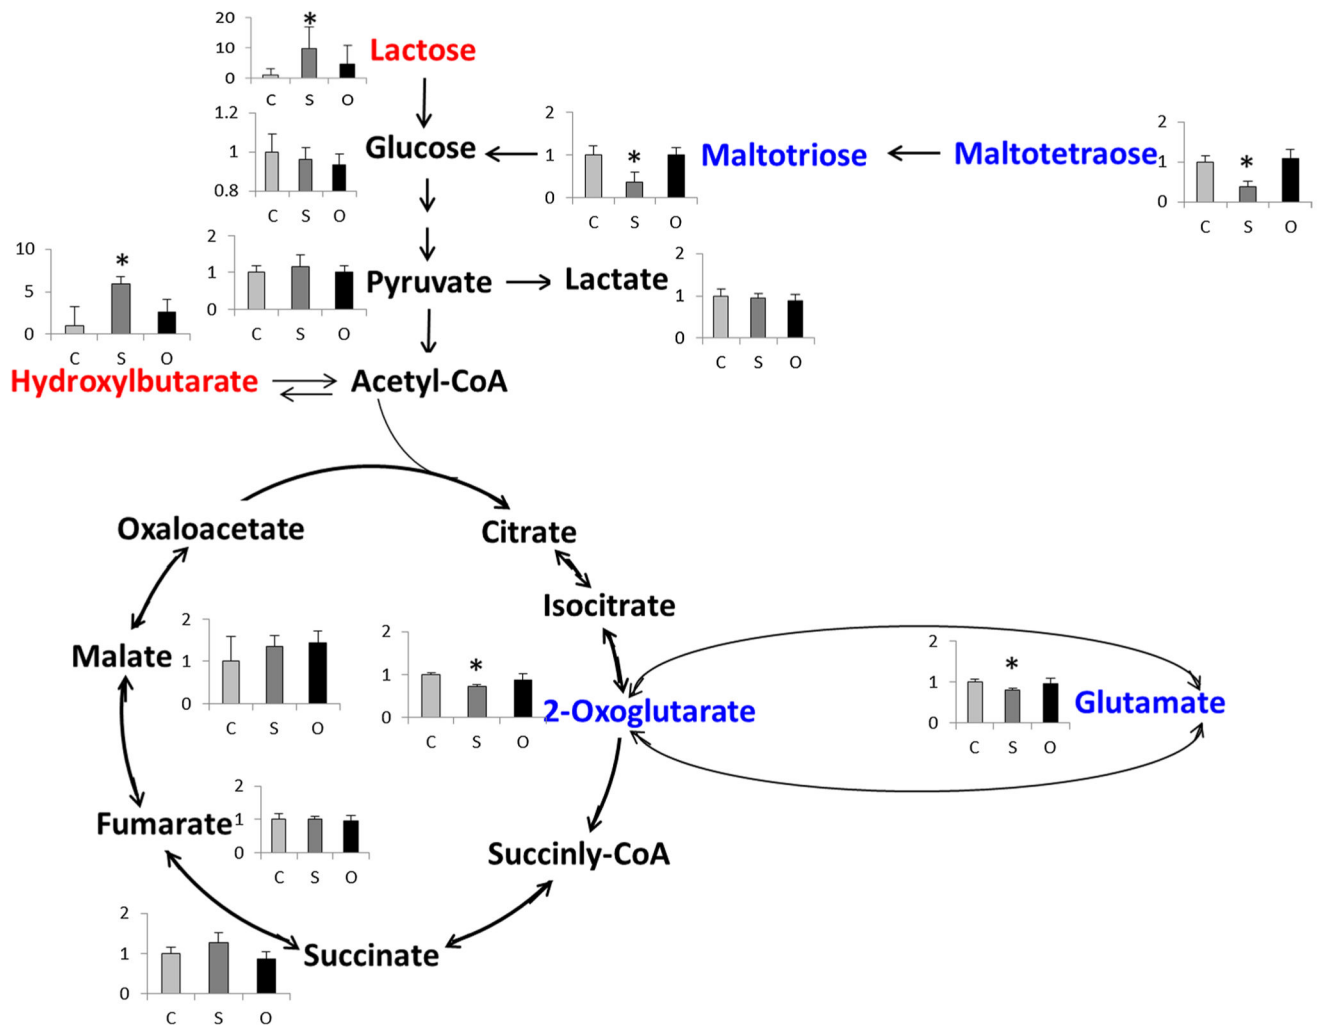 20
10
0
*
C S O
Lactose
1.2
1
0.8
C S O
Glucose
2
1
0
*
C S O
Maltotriose
Maltotetraose
2
1
0
*
C S O
10
5
0
*
C S O
2
1
0
C S O
Pyruvate
Lactate
2
1
0
C S O
Hydroxylbutarate
Acetyl-CoA
Oxaloacetate
Citrate
Isocitrate
Malate
2
1
0
C S O
2
1
0
*
C S O
2-Oxoglutarate
2
1
0
*
C S O
Glutamate
Fumarate
2
1
0
C S O
Succinly-CoA
2
1
0
C S O
Succinate